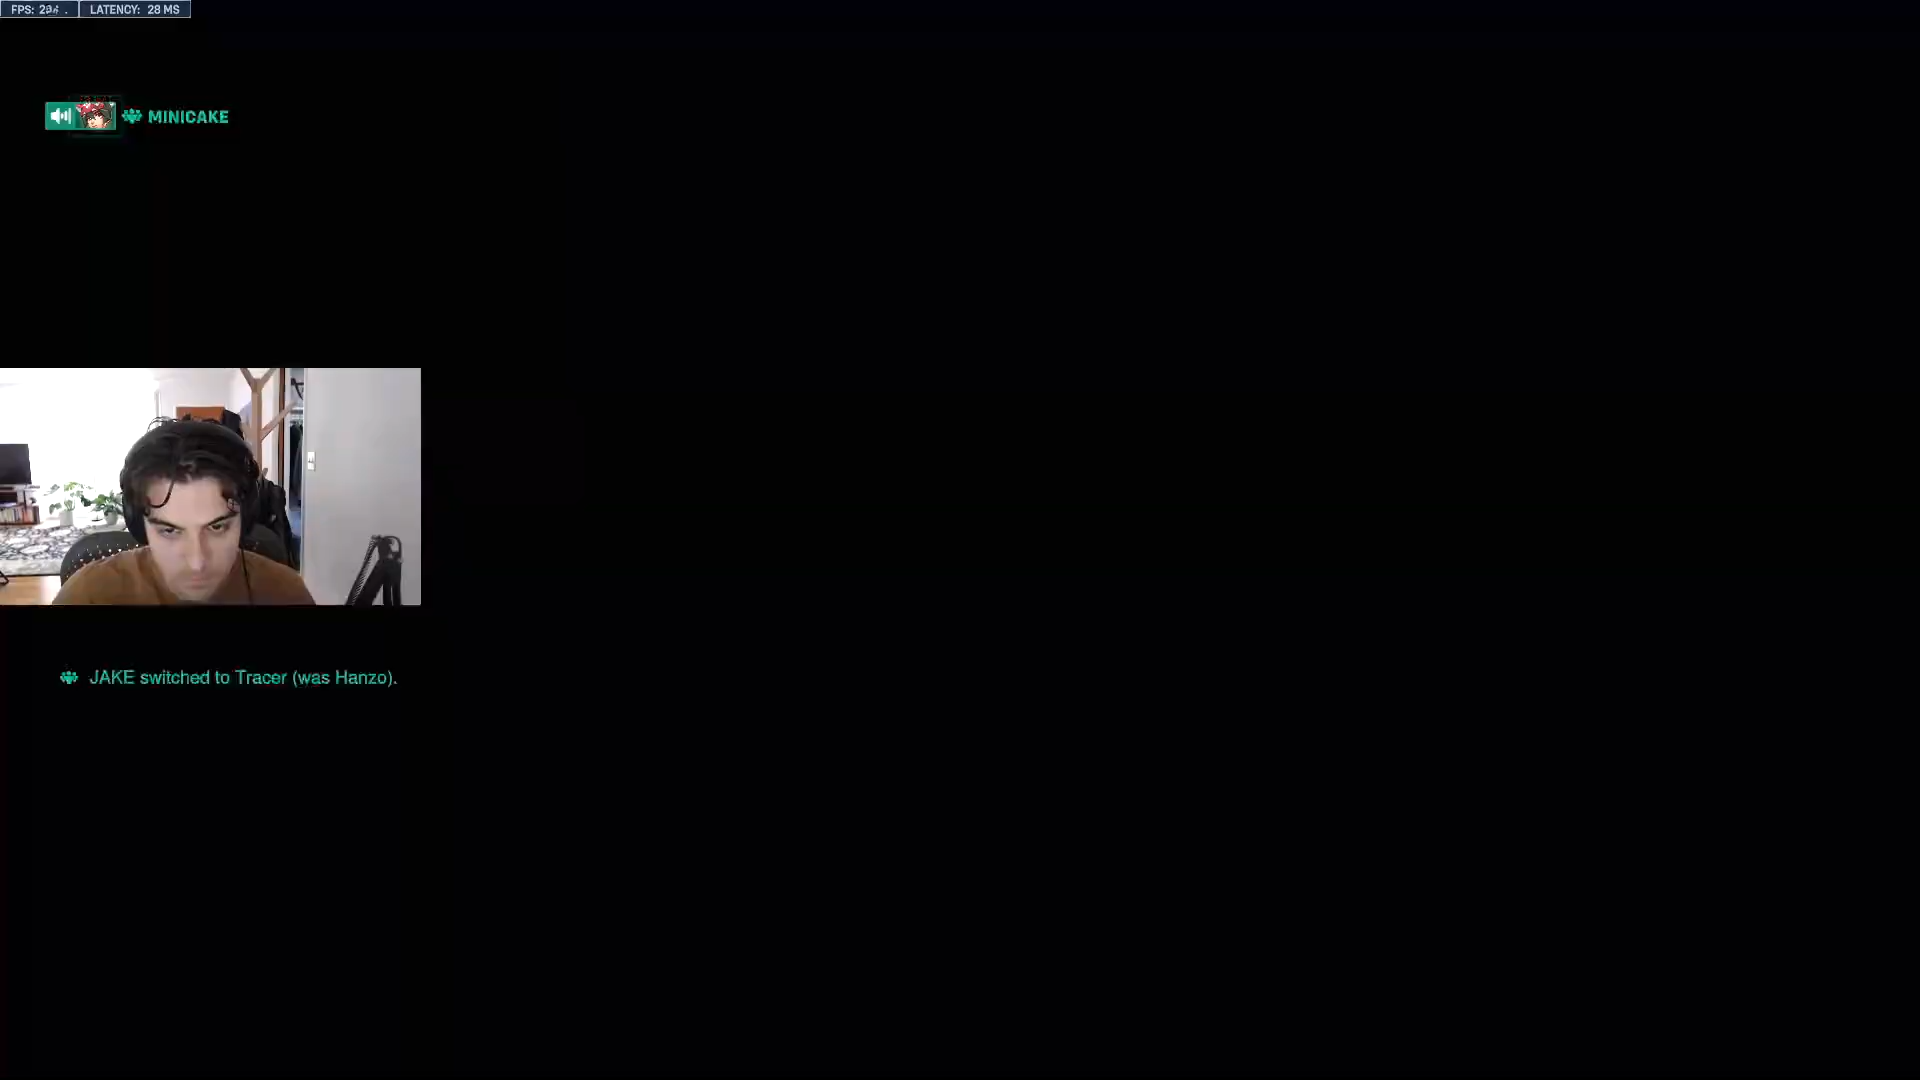 FPS:
LATENCY: 28 MS
MINICAKE
JAKE switched to Tracer (was Hanzo).